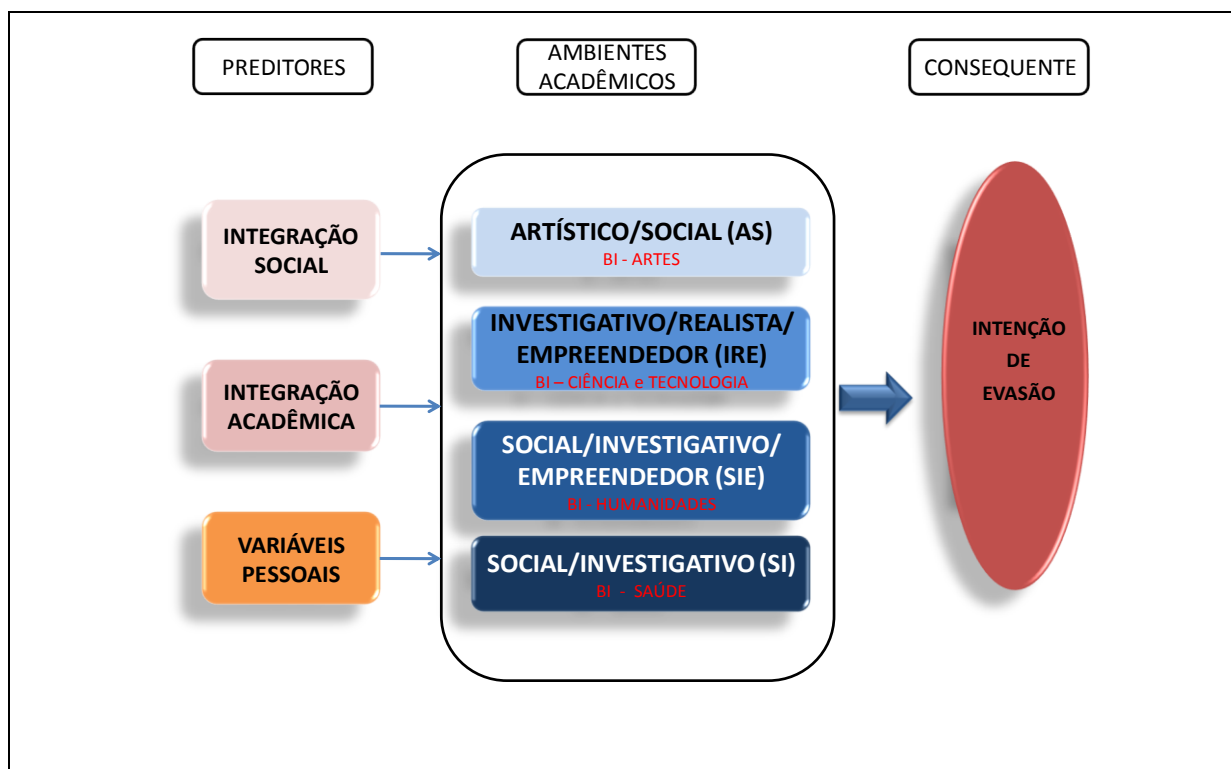 PREDITORES
AMBIENTES
ACADÊMICOS
CONSEQUENTE
INTEGRAÇÃO
SOCIAL
INTEGRAÇÃO
ACADÊMICA
VARIÁVEIS
PESSOAIS
ARTÍSTICO/SOCIAL (AS)
BI - ARTES
INVESTIGATIVO/REALISTA/
EMPREENDEDOR (IRE)
BI – CIÊNCIA e TECNOLOGIA
SOCIAL/INVESTIGATIVO/
EMPREENDEDOR (SIE)
BI - HUMANIDADES
SOCIAL/INVESTIGATIVO (SI)
BI - SAÚDE
INTENÇÃO
DE
EVASÃO